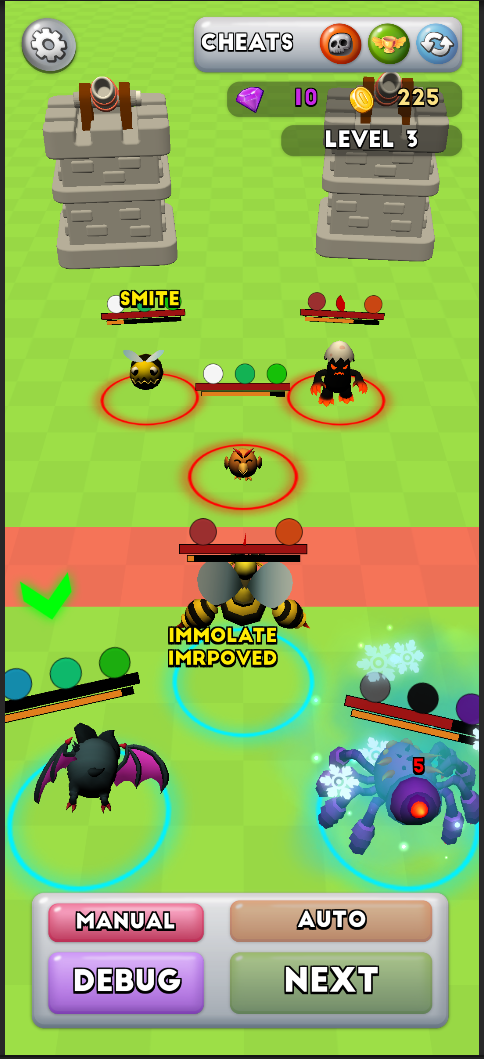 CHEATS
10
225
LEVEL 3
SMITE
IMMOLATE
IMRPOVED
5
MANUAL
AUTO
DEBUG
NEXT